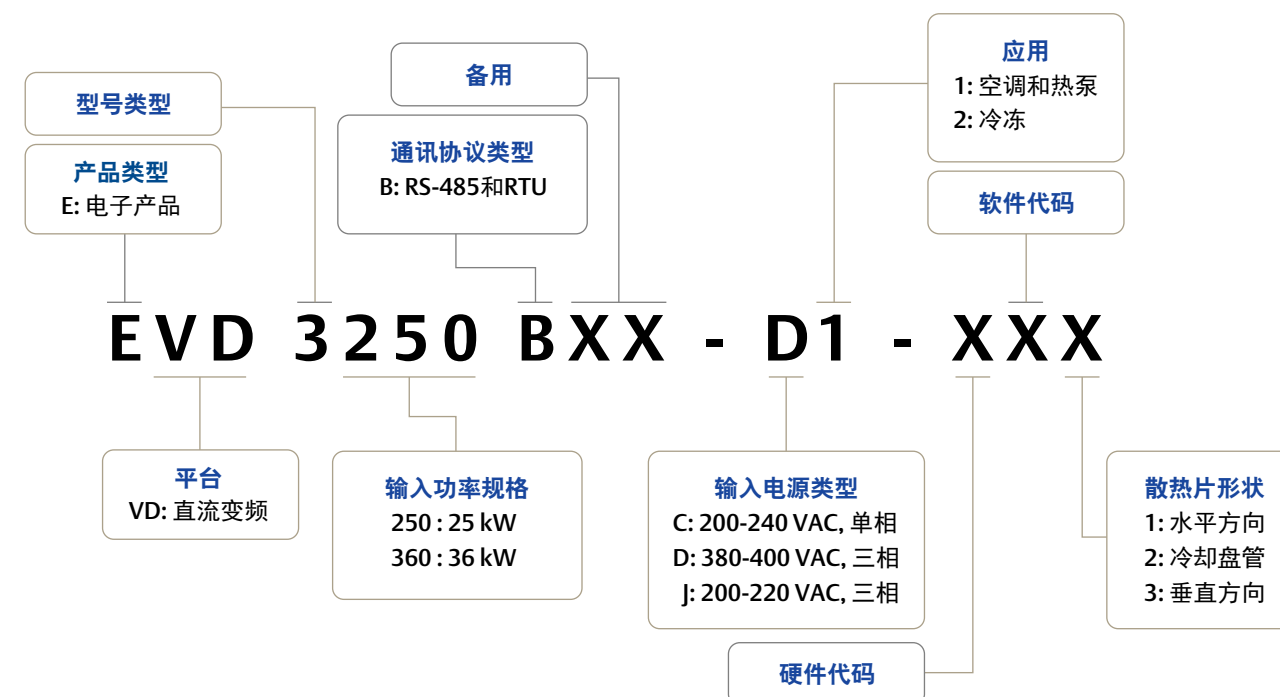 应用
1: 空调和热泵
2: 冷冻
备用
型号类型
通讯协议类型
B: RS-485和RTU
产品类型
E: 电子产品
软件代码
EVD 3250 BXX - D1 - XXX
平台
VD: 直流变频
输入功率规格
250 : 25 kW
360 : 36 kW
输入电源类型
C: 200-240 VAC, 单相
D: 380-400 VAC, 三相
J: 200-220 VAC, 三相
散热片形状
1: 水平方向
2: 冷却盘管
3: 垂直方向
硬件代码